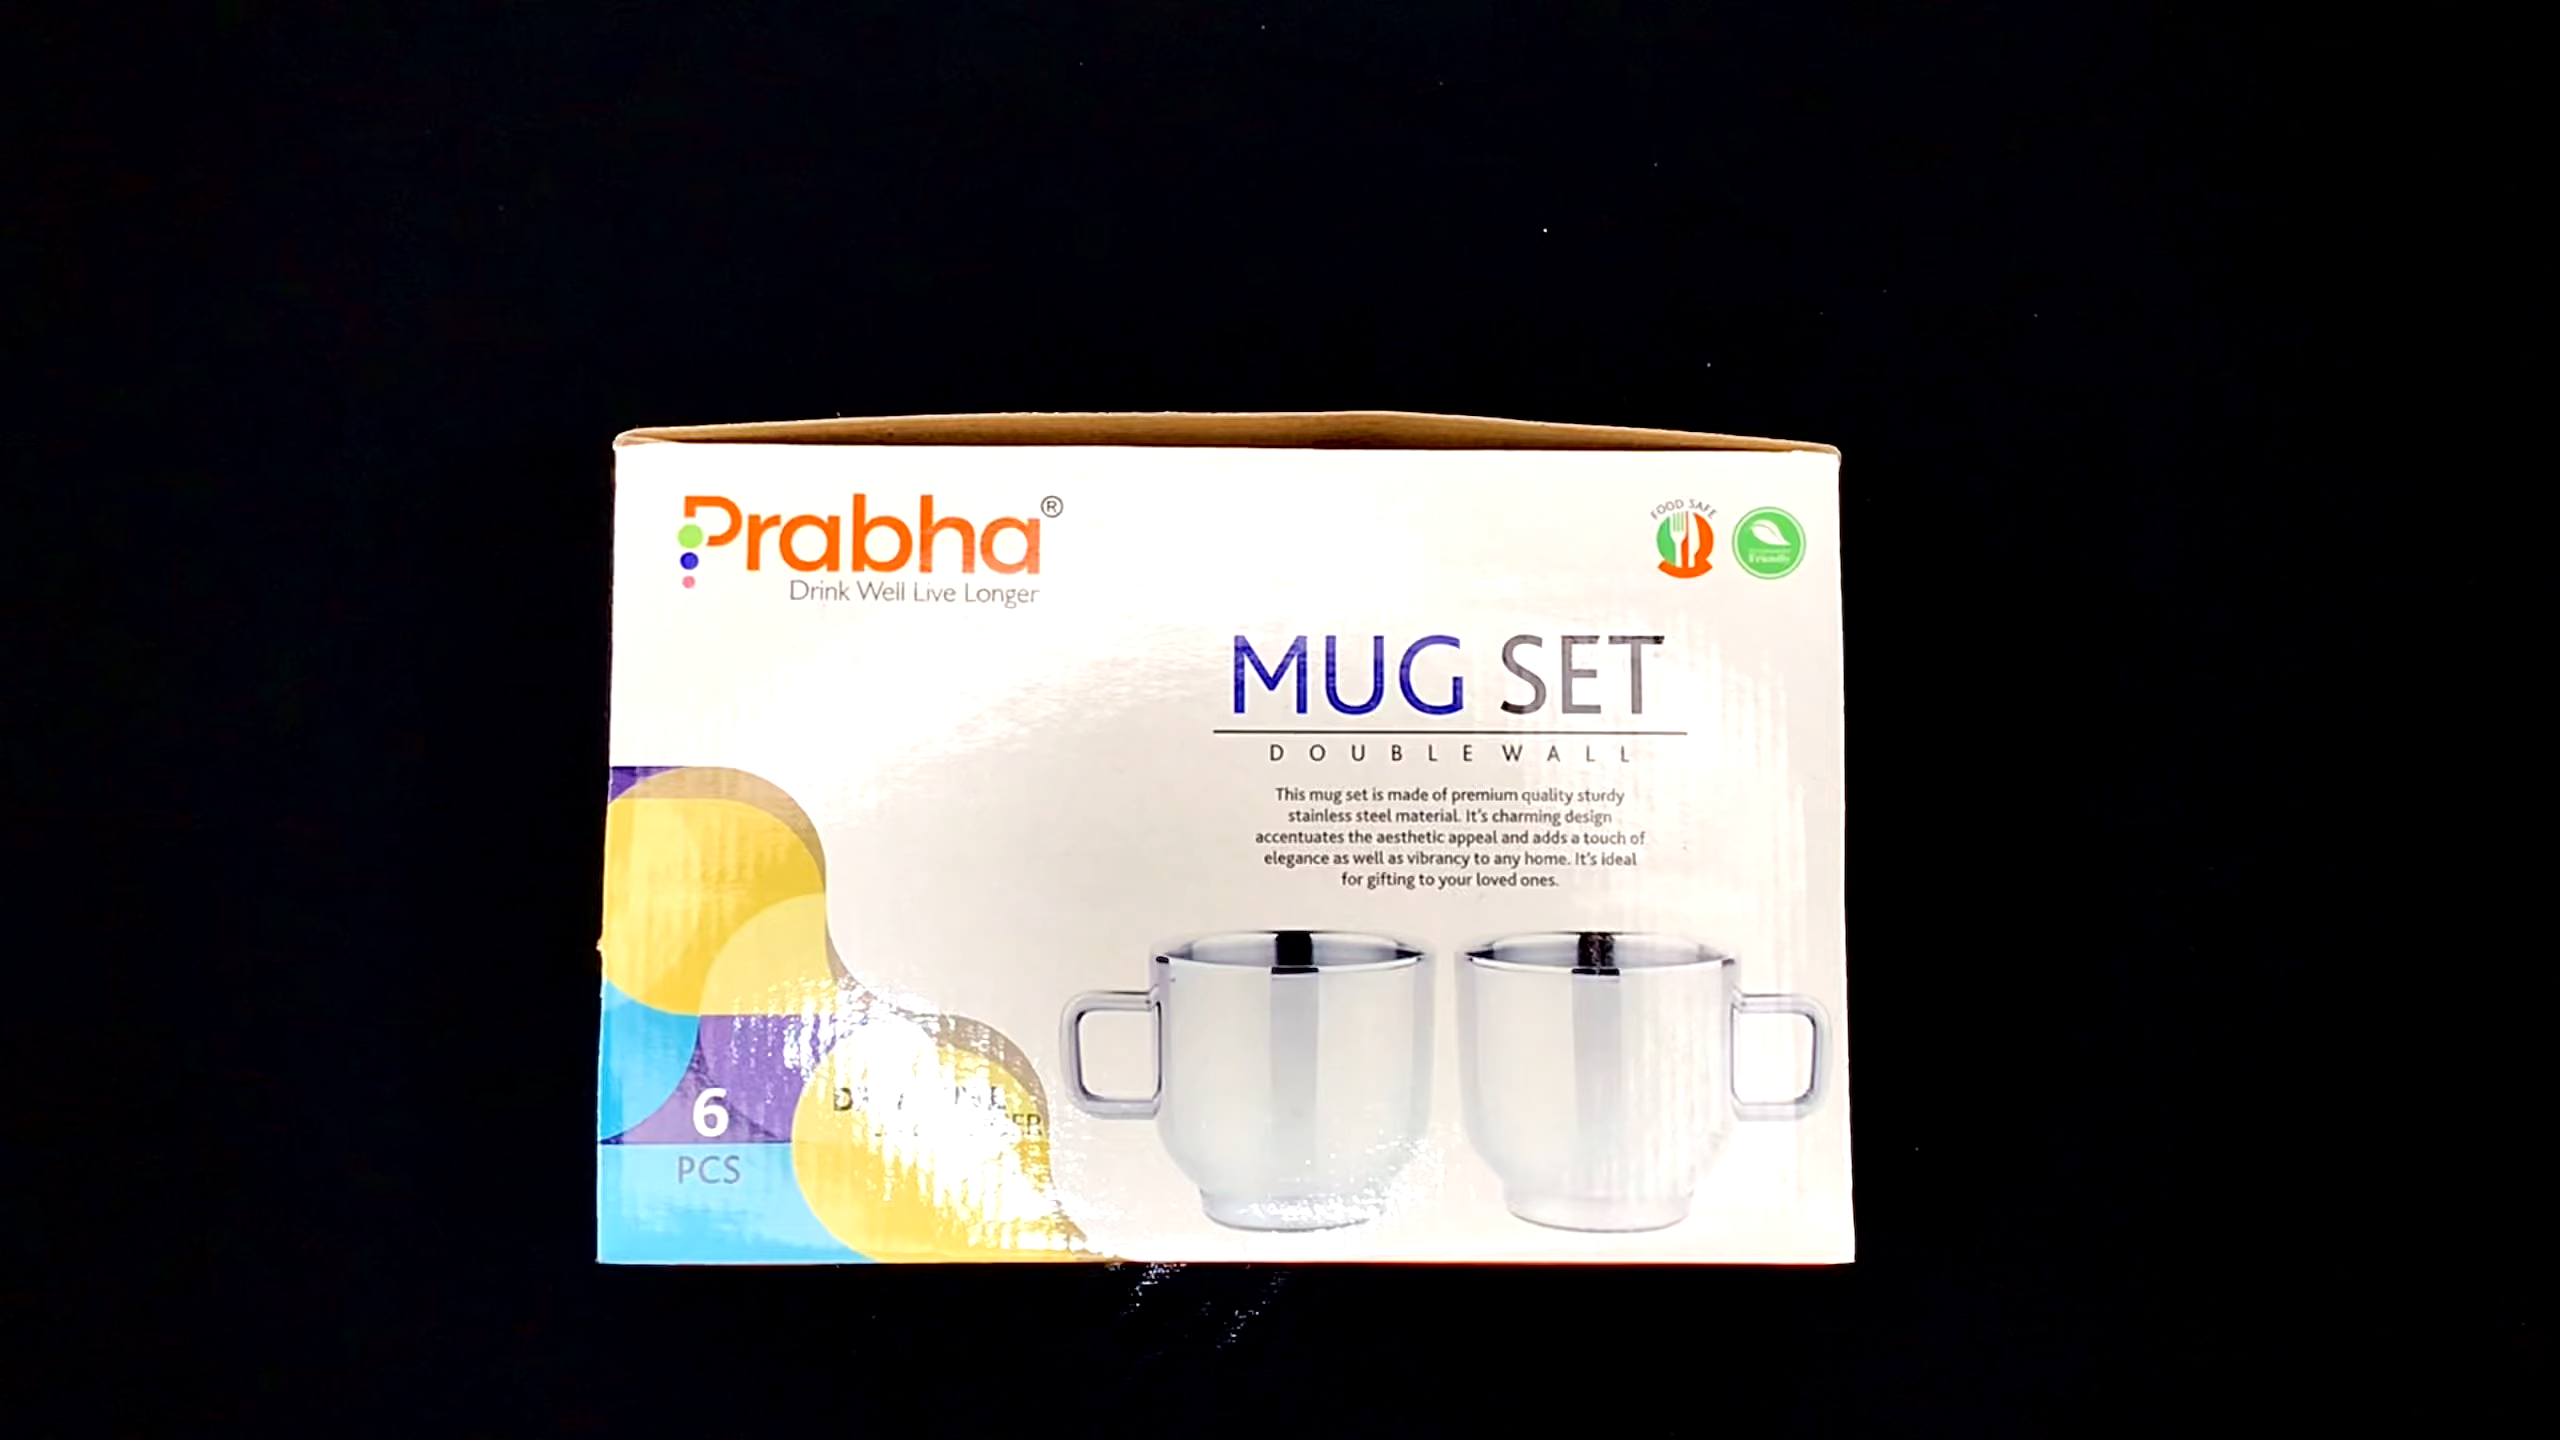 Prabha®
Drink Well Live Longer
FOOD SAFE
Friendly
MUG SET
DOUBLE WALL
This mug set is made of premium quality sturdy
stainless steel material. It's charming design
accentuates the aesthetic appeal and adds a touch of
elegance as well as vibrancy to any home. It's ideal
for gifting to your loved ones.
6
PCS